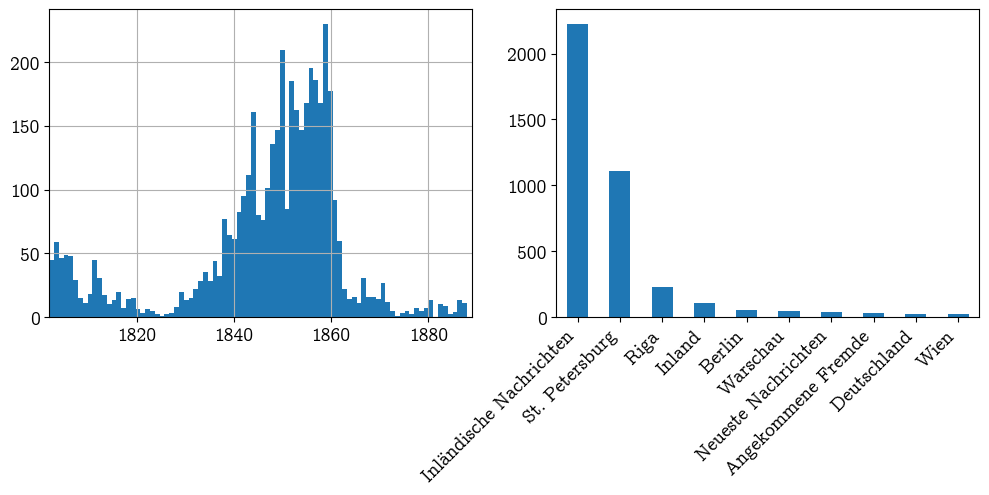 200
150
100
50
0
1820 1840 1860 1880
2000
1500
1000
500
0
Inländische Nachrichten
St. Petersburg
Riga
Inland
Berlin
Warschau
Neueste Nachrichten
Angekommene Fremde
Deutschland
Wien